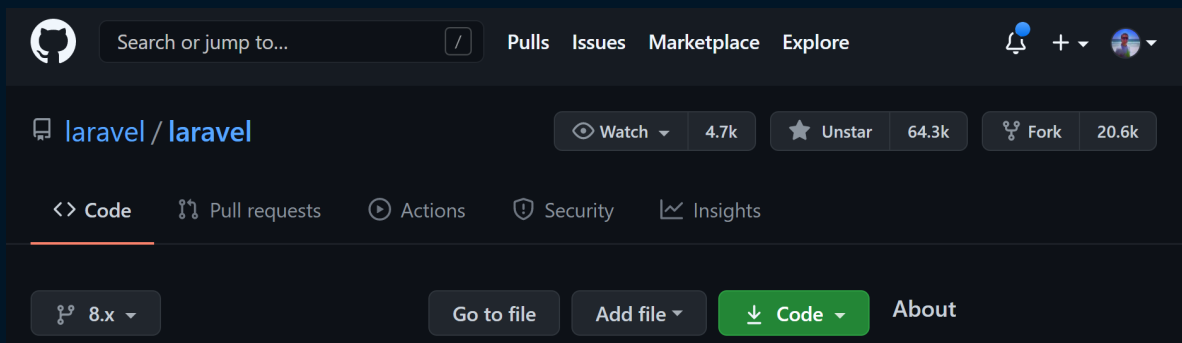 Search or jump to... / Pulls Issues Marketplace Explore
laravel / laravel Watch 4.7k Unstar 64.3k Fork 20.6k
Code Pull requests Actions Security Insights
8.x Go to file Add file Code About